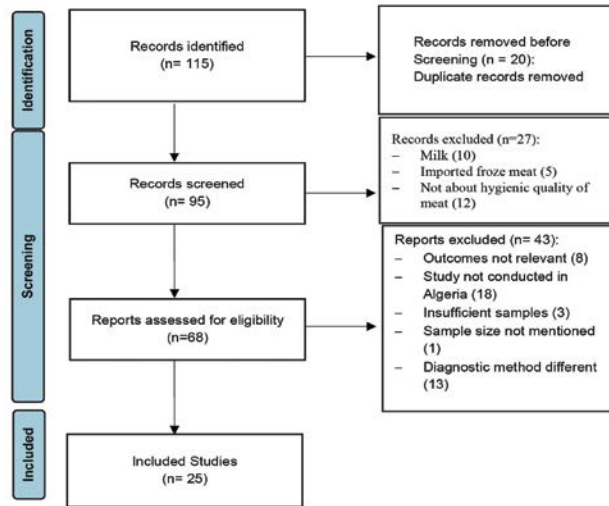 Identification
Records identified
(n= 115)
Records removed before
Screening (n = 20):
Duplicate records removed
Screening
Records screened
(n= 95)
Records excluded (n=27):
– Milk (10)
– Imported froze meat (5)
– Not about hygienic quality of
meat (12)
Reports assessed for eligibility
(n=68)
Reports excluded (n= 43):
– Outcomes not relevant (8)
– Study not conducted in
Algeria (18)
– Insufficient samples (3)
– Sample size not mentioned
(1)
– Diagnostic method different
(13)
Included
Included Studies
(n= 25)